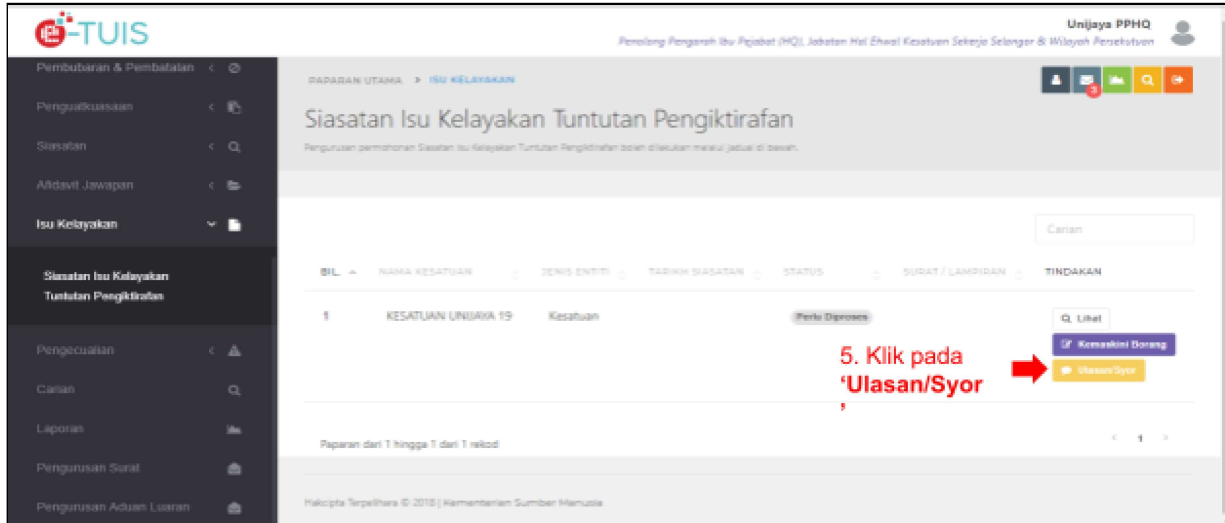 e-TUIS
Unijaya PPHQ
Penolong Pengarah Ibu Pejabat (HQ), Jabatan Hal Ehwal Kesatuan Sekerja Selangor & Wilayah Persekutuan
Pembubaran & Pembatalan
Penguatkuasaan
Siasatan
Afidavit Jawapan
Isu Kelayakan
Siasatan Isu Kelayakan
Tuntutan Pengiktirafan
Pengecualian
Carian
Laporan
Pengurusan Surat
Pengurusan Aduan Luaran
PAPARAN UTAMA > ISU KELAYAKAN
3
Siasatan Isu Kelayakan Tuntutan Pengiktirafan
Pengurusan permohonan Siasatan Isu Kelayakan Tuntutan Pengiktirafan boleh dilakukan melalui jadual di bawah.
Carian
BIL. NAMA KESATUAN JENIS ENTITI TARIKH SIASATAN STATUS SURAT / LAMPIRAN TINDAKAN
1 KESATUAN UNIJAYA 19 Kesatuan Perlu Diproses Lihat
Kemaskini Borang
Ulasan/Syor
5. Klik pada
‘Ulasan/Syor
’
Paparan dari 1 hingga 1 dari 1 rekod
< 1 >
Hakcipta Terpelihara © 2018 | Kementerian Sumber Manusia